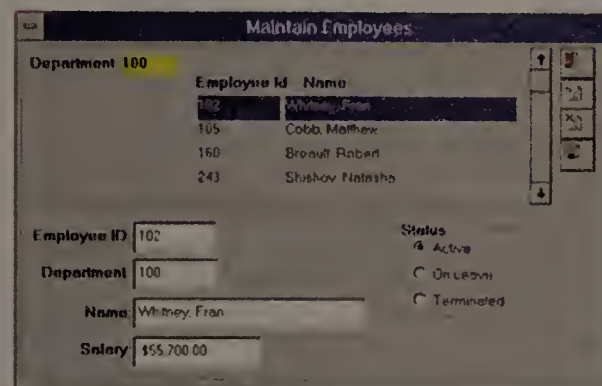 Maintain Employees
Department 100
Employee Id Name
102 Whitney, Fran
105 Cobb, Matthew
160 Breault Robert
243 Shishov, Natasha
Employee ID 102
Department 100
Name: Whitney, Fran
Salary: $55,700.00
Status
Active
On Leave
Terminated